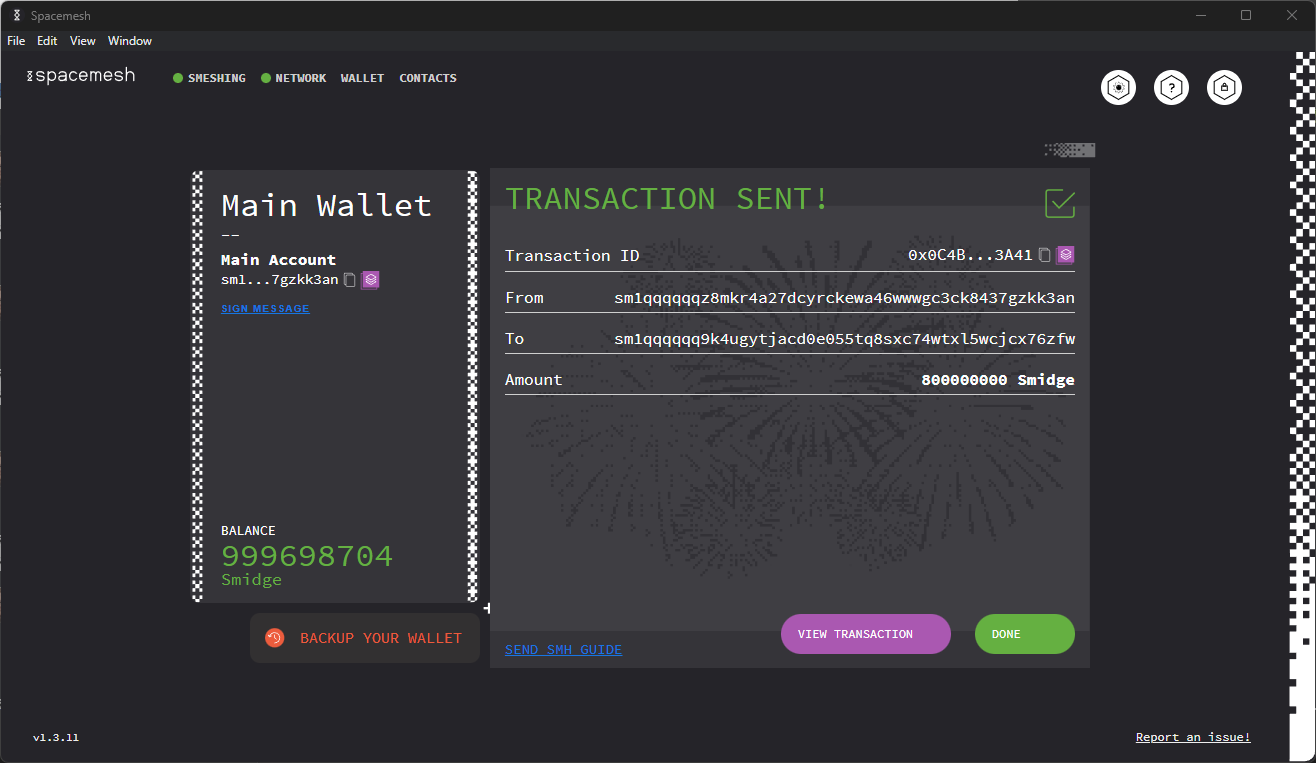 Spacemesh
File Edit View Window
spacemesh
SMESHING NETWORK WALLET CONTACTS
?
Main Wallet
--
Main Account
sm1...7gzkk3an
SIGN MESSAGE
BALANCE
999698704
Smidge
BACKUP YOUR WALLET
TRANSACTION SENT!
Transaction ID 0x0C4B...3A41
From sm1qqqqqqz8mkr4a27dcyrckewa46wwwgc3ck8437gzkk3an
To sm1qqqqqq9k4ugytjacd0e055tq8sxc74wtxl5wcjcx76zfw
Amount 800000000 Smidge
SEND SMH GUIDE
VIEW TRANSACTION
DONE
v1.3.11
Report an issue!